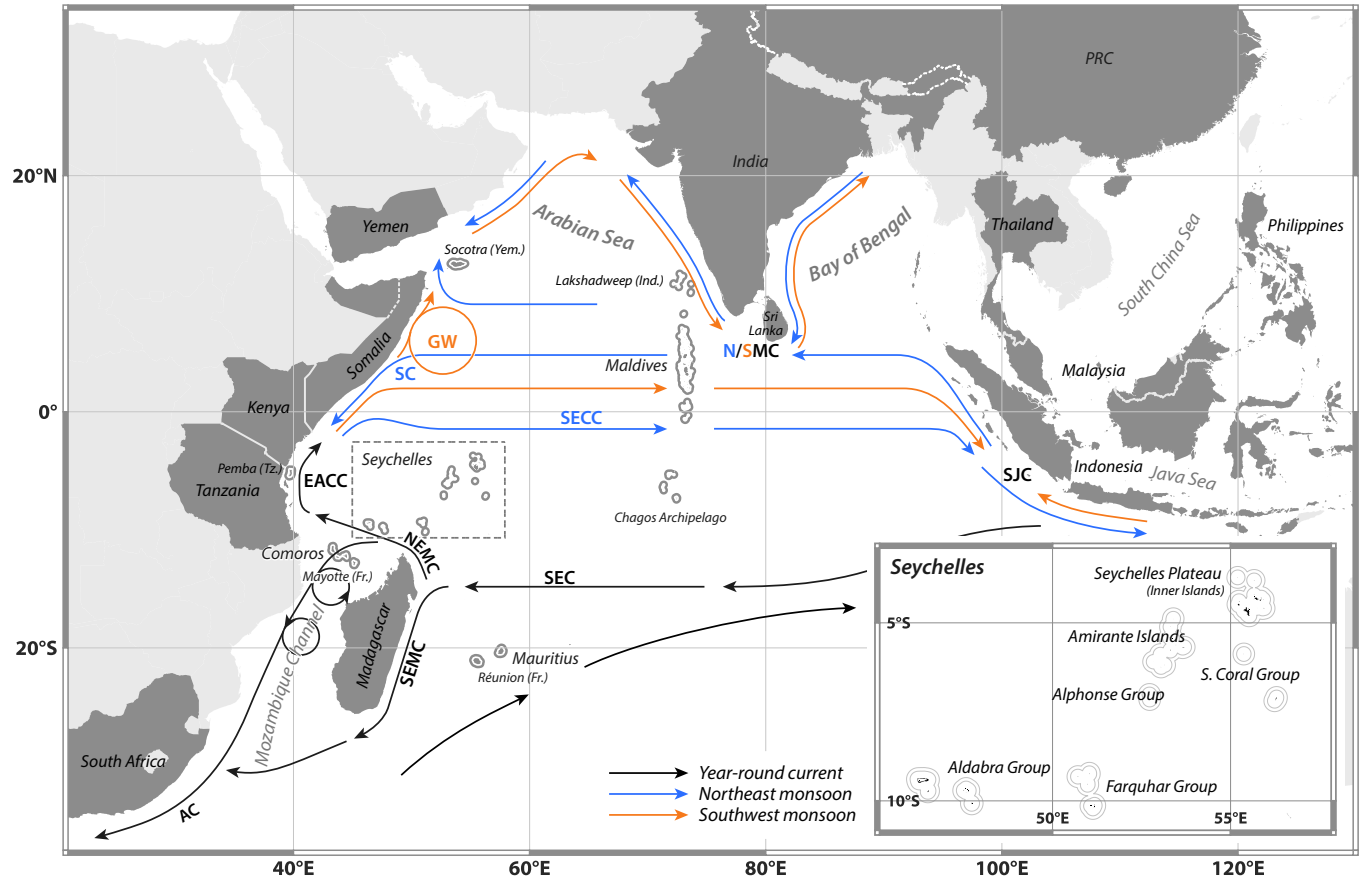 PRC
India
20°N
Yemen
Arabian Sea
Bay of Bengal
Thailand
Philippines
South China Sea
Socotra (Yem.)
Lakshadweep (Ind.)
Sri
Lanka
Somalia
GW
SC
N/SMC
Maldives
Malaysia
Kenya
0°
SECC
Pemba (Tz.)
Tanzania
EACC
Seychelles
Indonesia
SJC
Java Sea
Chagos Archipelago
NEMC
Comoros
Mayotte (Fr.)
SEC
Mozambique Channel
Madagascar
SEMC
20°S
Mauritius
Réunion (Fr.)
South Africa
AC
Year-round current
Northeast monsoon
Southwest monsoon
Seychelles
Seychelles Plateau
(Inner Islands)
5°S
Amirante Islands
S. Coral Group
Alphonse Group
Aldabra Group
Farquhar Group
10°S
50°E
55°E
40°E
60°E
80°E
100°E
120°E